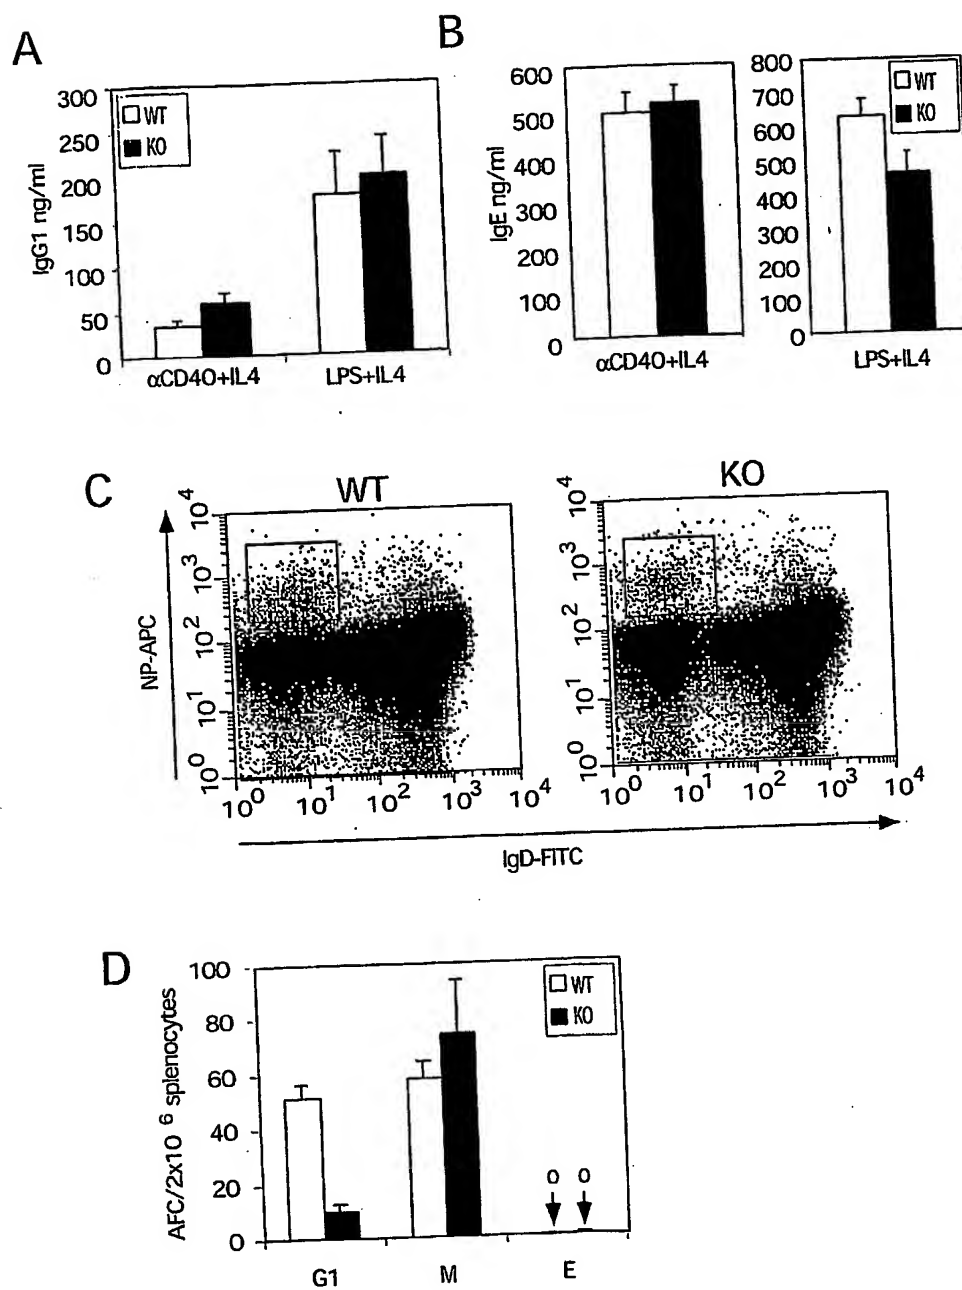 A
IgG1 ng/ml
300
250
200
150
100
50
0
WT
KO
αCD40+IL4
LPS+IL4
B
IgE ng/ml
600
500
400
300
200
100
0
αCD40+IL4
800
700
600
500
400
300
200
100
0
WT
KO
LPS+IL4
C
WT
KO
NP-APC
10⁴
10³
10²
10¹
10⁰
10⁰ 10¹ 10² 10³ 10⁴
10⁴
10³
10²
10¹
10⁰
10⁰ 10¹ 10² 10³ 10⁴
IgD-FITC
D
AFC/2x10 ⁶ splenocytes
100
80
60
40
20
0
WT
KO
0 0
G1 M E